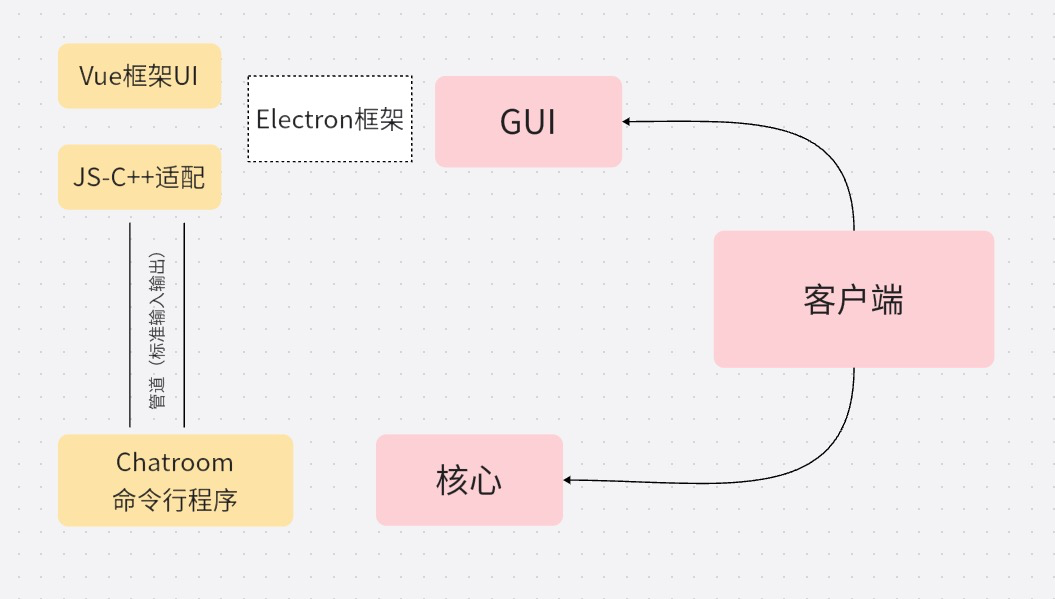 Vue框架UI
Electron框架
GUI
JS-C++适配
管道（标准输入输出）
客户端
Chatroom
命令行程序
核心